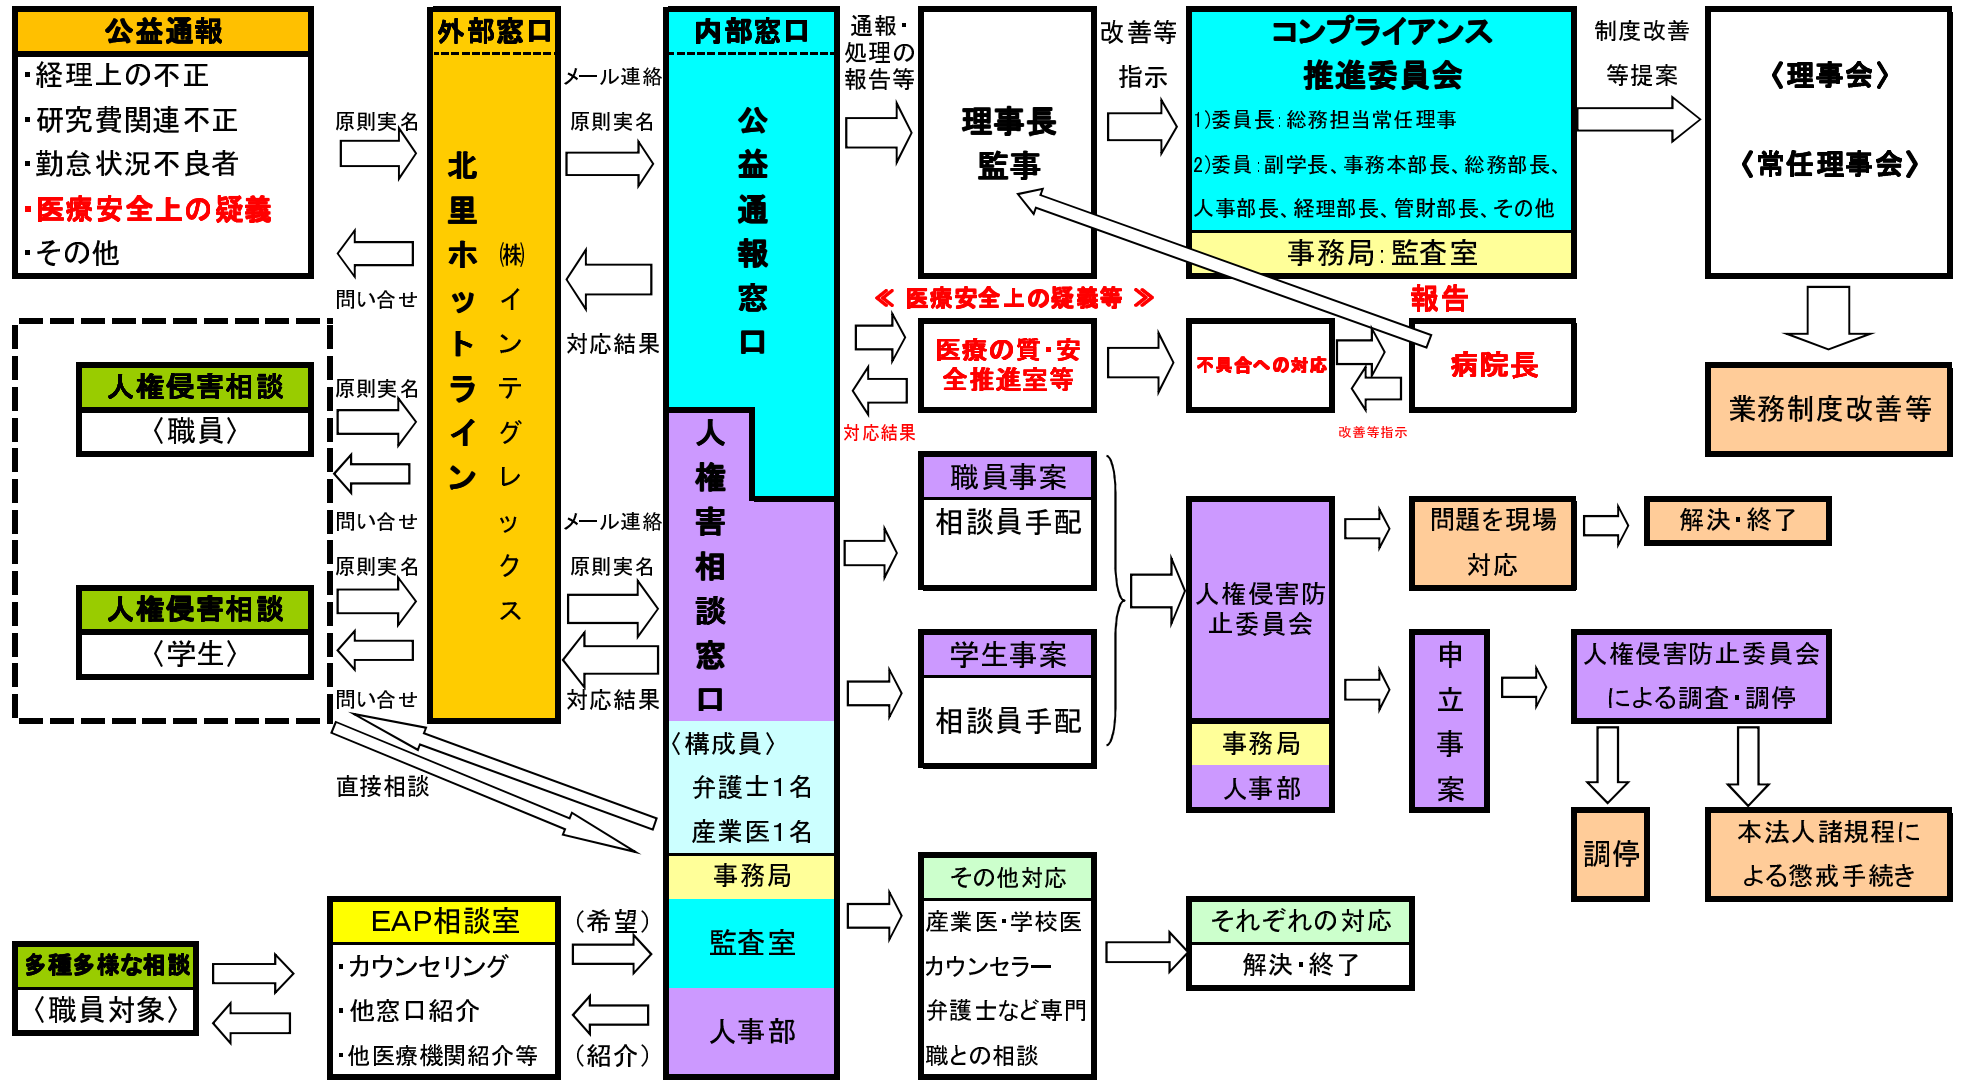 公益通報
・経理上の不正
・研究費関連不正
・勤怠状況不良者
・医療安全上の疑義
・その他
原則実名
問い合せ
人権侵害相談
〈職員〉
原則実名
問い合せ
人権侵害相談
〈学生〉
原則実名
問い合せ
直接相談
多種多様な相談
〈職員対象〉
外部窓口
北里ホットライン
㈱インテグレックス
メール連絡
原則実名
対応結果
メール連絡
原則実名
対応結果
EAP相談室
・カウンセリング
・他窓口紹介
・他医療機関紹介等
（希望）
（紹介）
内部窓口
公益通報窓口
人権害相談窓口
〈構成員〉
弁護士１名
産業医１名
事務局
監査室
人事部
通報・
処理の
報告等
理事長
監事
改善等
指示
コンプライアンス
推進委員会
1)委員長：総務担当常任理事
2)委員：副学長、事務本部長、総務部長、
人事部長、経理部長、管財部長、その他
事務局：監査室
制度改善
等提案
〈理事会〉
〈常任理事会〉
業務制度改善等
≪ 医療安全上の疑義等 ≫
報告
医療の質・安
全推進室等
対応結果
不具合への対応
改善等指示
病院長
職員事案
相談員手配
学生事案
相談員手配
人権侵害防
止委員会
事務局
人事部
問題を現場
対応
解決・終了
申立事案
人権侵害防止委員会
による調査・調停
調停
本法人諸規程に
よる懲戒手続き
その他対応
産業医・学校医
カウンセラー
弁護士など専門
職との相談
それぞれの対応
解決・終了